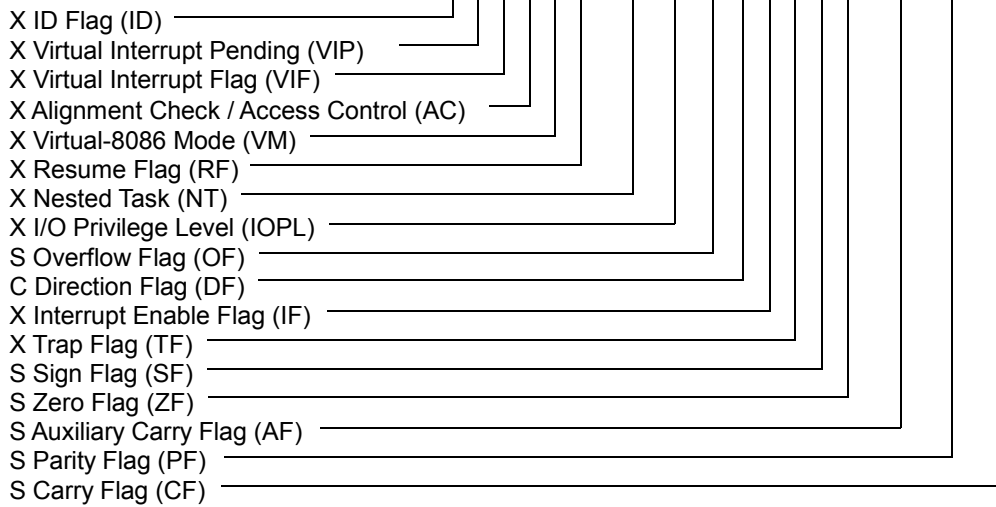 X ID Flag (ID)
X Virtual Interrupt Pending (VIP)
X Virtual Interrupt Flag (VIF)
X Alignment Check / Access Control (AC)
X Virtual-8086 Mode (VM)
X Resume Flag (RF)
X Nested Task (NT)
X I/O Privilege Level (IOPL)
S Overflow Flag (OF)
C Direction Flag (DF)
X Interrupt Enable Flag (IF)
X Trap Flag (TF)
S Sign Flag (SF)
S Zero Flag (ZF)
S Auxiliary Carry Flag (AF)
S Parity Flag (PF)
S Carry Flag (CF)